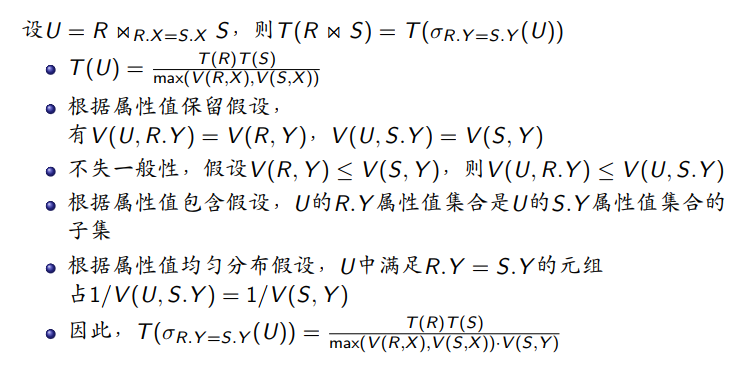 设U = R ⋈_{R.X=S.X} S，则T(R ⋈ S) = T(σ_{R.Y=S.Y}(U))
• T(U) = \frac{T(R)T(S)}{max(V(R,X),V(S,X))}
• 根据属性值保留假设，
有V(U, R.Y) = V(R, Y)，V(U, S.Y) = V(S, Y)
• 不失一般性，假设V(R, Y) ≤ V(S, Y)，则V(U, R.Y) ≤ V(U, S.Y)
• 根据属性值包含假设，U的R.Y属性值集合是U的S.Y属性值集合的
子集
• 根据属性值均匀分布假设，U中满足R.Y = S.Y的元组
占1/V(U, S.Y) = 1/V(S, Y)
• 因此，T(σ_{R.Y=S.Y}(U)) = \frac{T(R)T(S)}{max(V(R,X),V(S,X))·V(S,Y)}